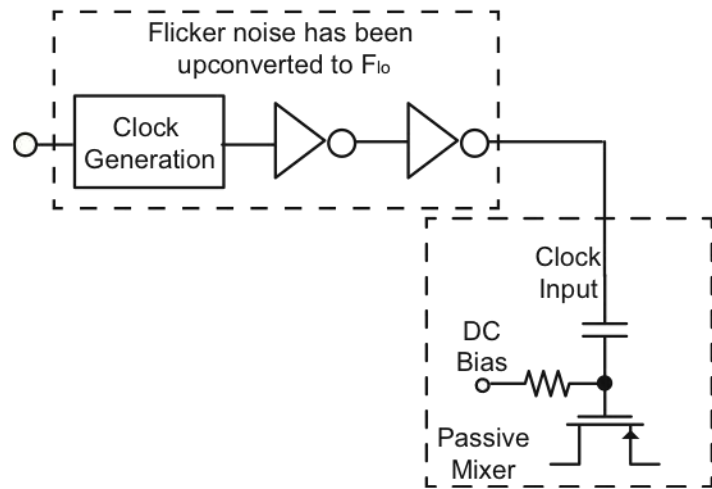 Flicker noise has been
upconverted to Flo
Clock
Generation
Clock
Input
DC
Bias
Passive
Mixer